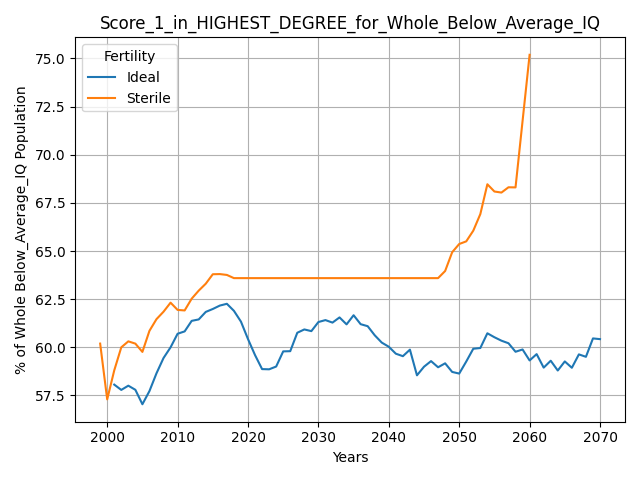 Score_1_in_HIGHEST_DEGREE_for_Whole_Below_Average_IQ
Fertility
Ideal
Sterile
% of Whole Below_Average_IQ Population
75.0
72.5
70.0
67.5
65.0
62.5
60.0
57.5
2000 2010 2020 2030 2040 2050 2060 2070
Years